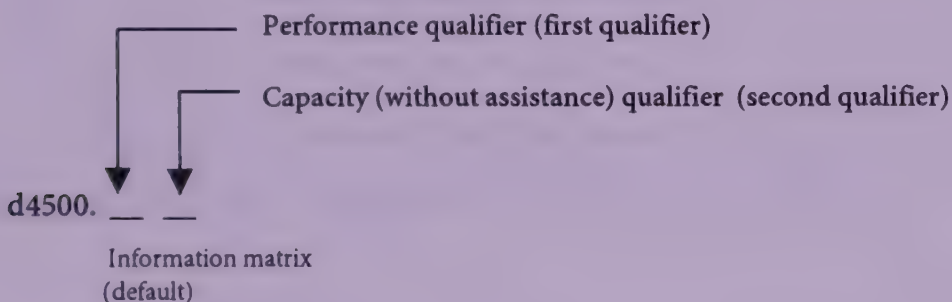 Performance qualifier (first qualifier)
Capacity (without assistance) qualifier (second qualifier)
d4500. __ __
Information matrix
(default)